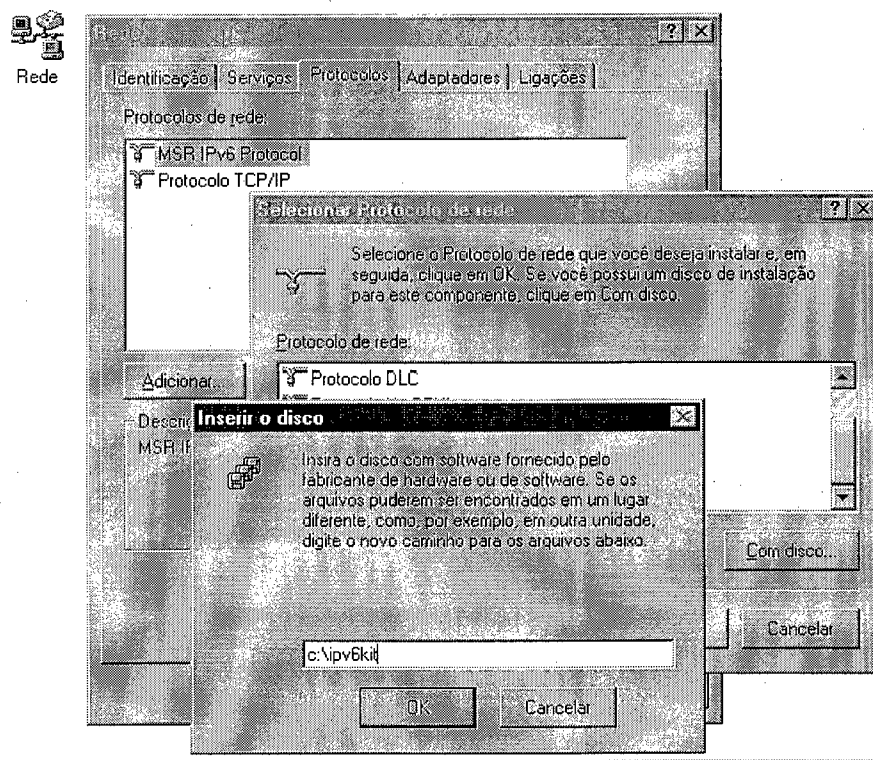 Rede
Rede
Identificação Serviços Protocolos Adaptadores Ligações
Protocolos de rede:
MSR IPv6 Protocol
Protocolo TCP/IP
Selecionar Protocolo de rede
Selecione o Protocolo de rede que você deseja instalar e, em
seguida, clique em OK. Se você possui um disco de instalação
para este componente, clique em Com disco.
Protocolo de rede:
Adicionar...
Protocolo DLC
MSR IP
Inserir o disco
Insira o disco com software fornecido pelo
fabricante de hardware ou de software. Se os
arquivos puderem ser encontrados em um lugar
diferente, como, por exemplo, em outra unidade,
digite o novo caminho para os arquivos abaixo.
Com disco...
Cancelar
c:\ipv6kit
OK Cancelar